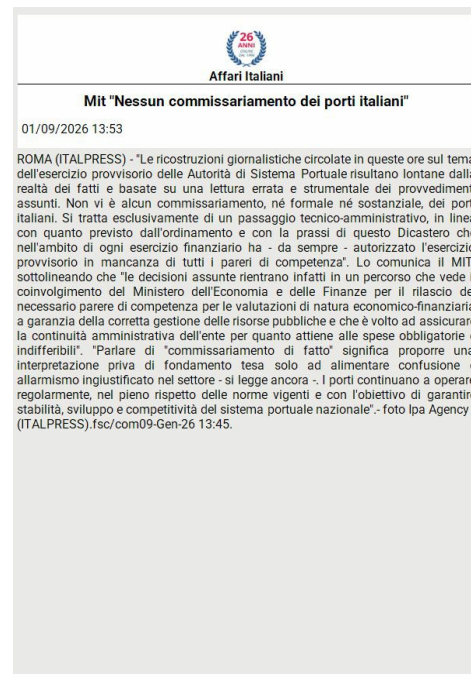 26
ANNI
Affari Italiani
Mit "Nessun commissariamento dei porti italiani"
01/09/2026 13:53
ROMA (ITALPRESS) - "Le ricostruzioni giornalistiche circolate in queste ore sul tema
dell'esercizio provvisorio delle Autorità di Sistema Portuale risultano lontane dalla
realtà dei fatti e basate su una lettura errata e strumentale dei provvedimenti
assunti. Non vi è alcun commissariamento, né formale né sostanziale, dei porti
italiani. Si tratta esclusivamente di un passaggio tecnico-amministrativo, in linea
con quanto previsto dall'ordinamento e con la prassi di questo Dicastero che
nell'ambito di ogni esercizio finanziario ha - da sempre - autorizzato l'esercizio
provvisorio in mancanza di tutti i pareri di competenza". Lo comunica il MIT,
sottolineando che "le decisioni assunte rientrano infatti in un percorso che vede il
coinvolgimento del Ministero dell'Economia e delle Finanze per il rilascio del
necessario parere di competenza per le valutazioni di natura economico-finanziaria
a garanzia della corretta gestione delle risorse pubbliche e che è volto ad assicurare
la continuità amministrativa dell'ente per quanto attiene alle spese obbligatorie e
indifferibili". "Parlare di "commissariamento di fatto" significa proporre una
interpretazione priva di fondamento tesa solo ad alimentare confusione e
allarmismo ingiustificato nel settore - si legge ancora -. I porti continuano a operare
regolarmente, nel pieno rispetto delle norme vigenti e con l'obiettivo di garantire
stabilità, sviluppo e competitività del sistema portuale nazionale".- foto Ipa Agency -
(ITALPRESS).fsc/com09-Gen-26 13:45.